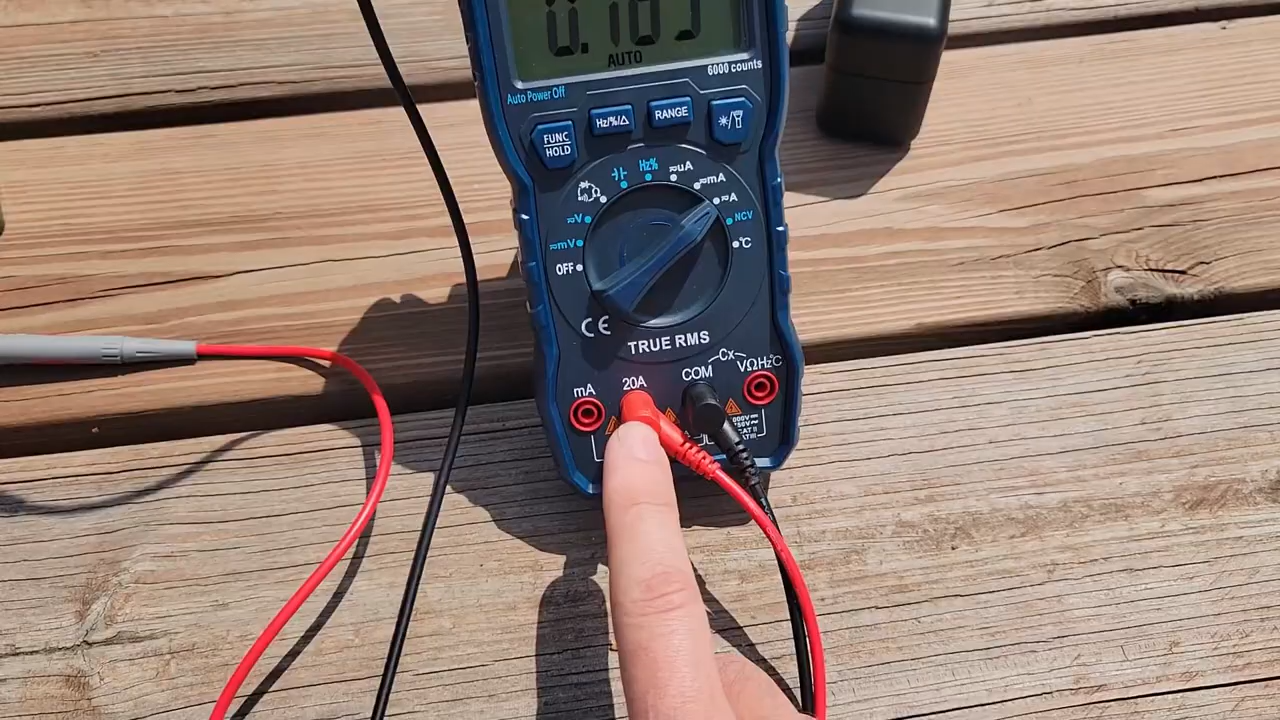 AUTO
6000 counts
Auto Power Off
FUNC
HOLD
Hz/%/Δ
RANGE
Hz%
≂uA
≂mA
≂A
NCV
°C
≂V
≂mV
OFF
CE
TRUE RMS
mA
20A
COM
Cx
VΩHz°C